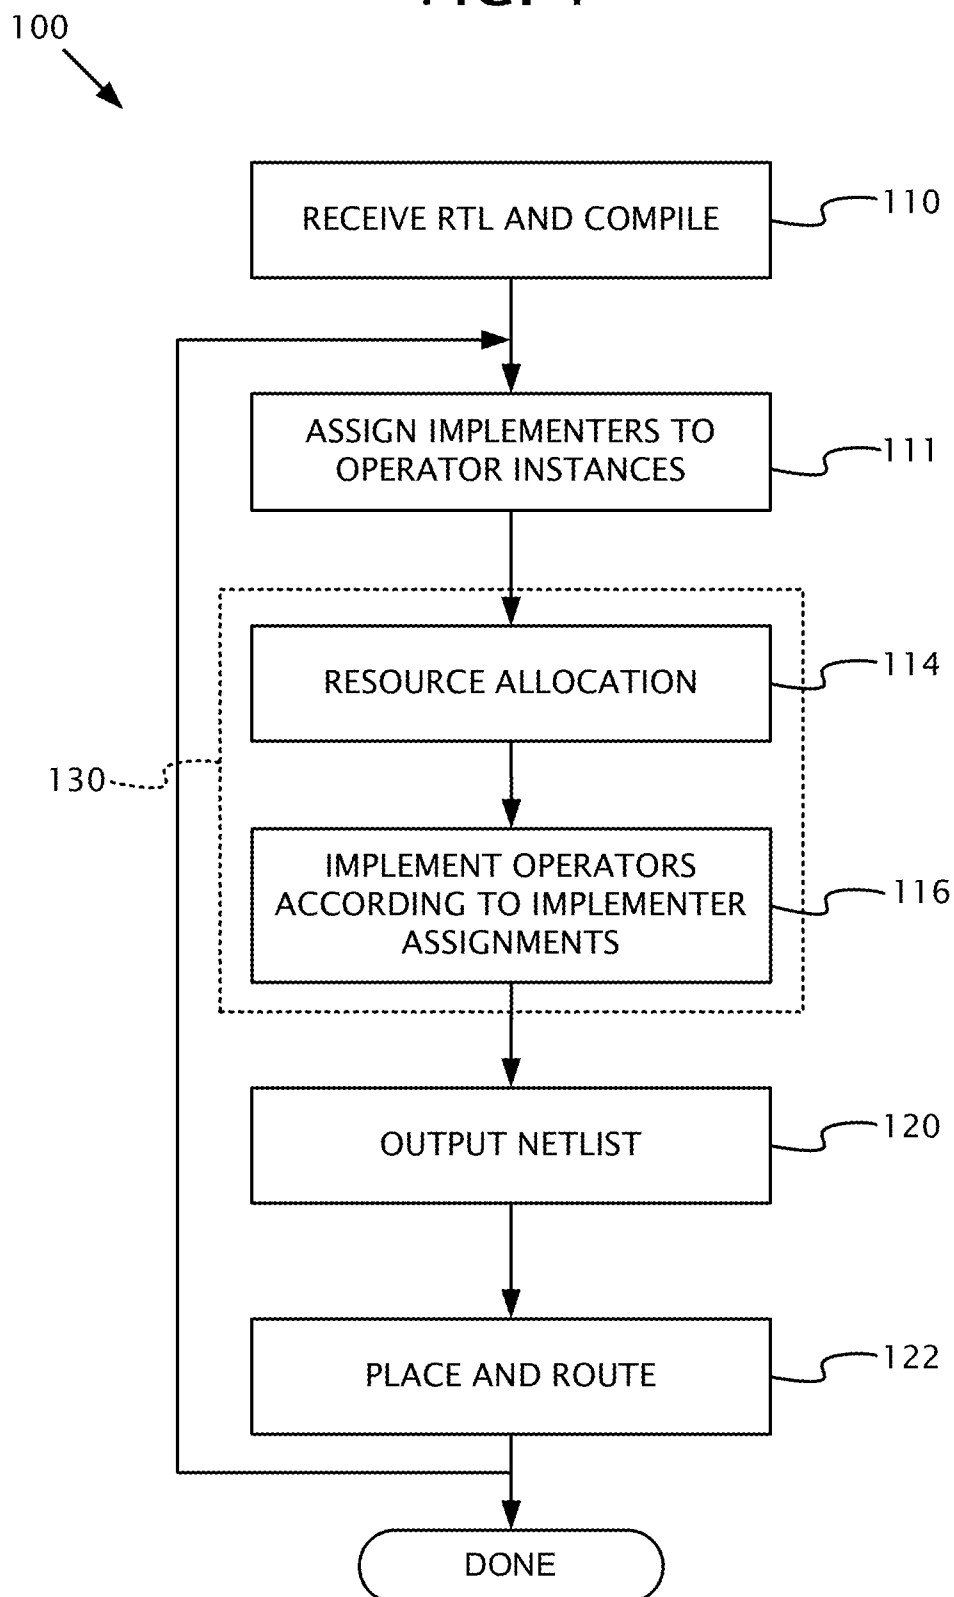 100
RECEIVE RTL AND COMPILE
110
ASSIGN IMPLEMENTERS TO
OPERATOR INSTANCES
111
RESOURCE ALLOCATION
114
130
IMPLEMENT OPERATORS
ACCORDING TO IMPLEMENTER
ASSIGNMENTS
116
OUTPUT NETLIST
120
PLACE AND ROUTE
122
DONE